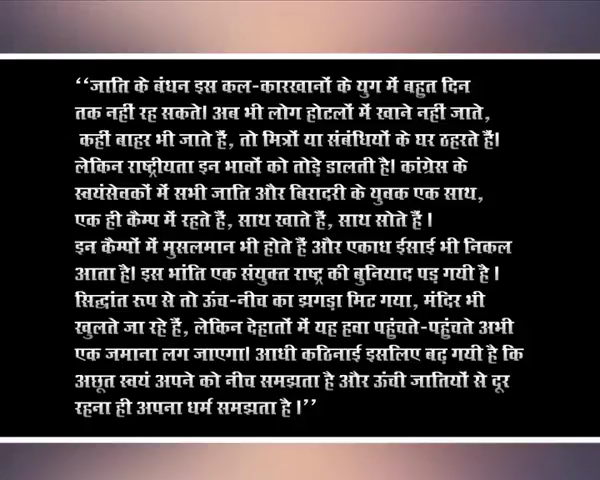 ‘‘जाति के बंधन इस कल-कारखानों के युग में बहुत दिन
तक नहीं रह सकते। अब भी लोग होटलों में खाने नहीं जाते,
कहीं बाहर भी जाते हैं, तो मित्रों या संबंधियों के घर ठहरते हैं।
लेकिन राष्ट्रीयता इन भावों को तोड़े डालती है। कांग्रेस के
स्वयंसेवकों में सभी जाति और बिरादरी के युवक एक साथ,
एक ही कैम्प में रहते हैं, साथ खाते हैं, साथ सोते हैं ।
इन कैम्पों में मुसलमान भी होते हैं और एकाध ईसाई भी निकल
आता है। इस भांति एक संयुक्त राष्ट्र की बुनियाद पड़ गयी है ।
सिद्धांत रूप से तो ऊंच-नीच का झगड़ा मिट गया, मंदिर भी
खुलते जा रहे हैं, लेकिन देहातों में यह हवा पहुंचते-पहुंचते अभी
एक जमाना लग जाएगा। आधी कठिनाई इसलिए बढ़ गयी है कि
अछूत स्वयं अपने को नीच समझता है और ऊंची जातियों से दूर
रहना ही अपना धर्म समझता है ।’’